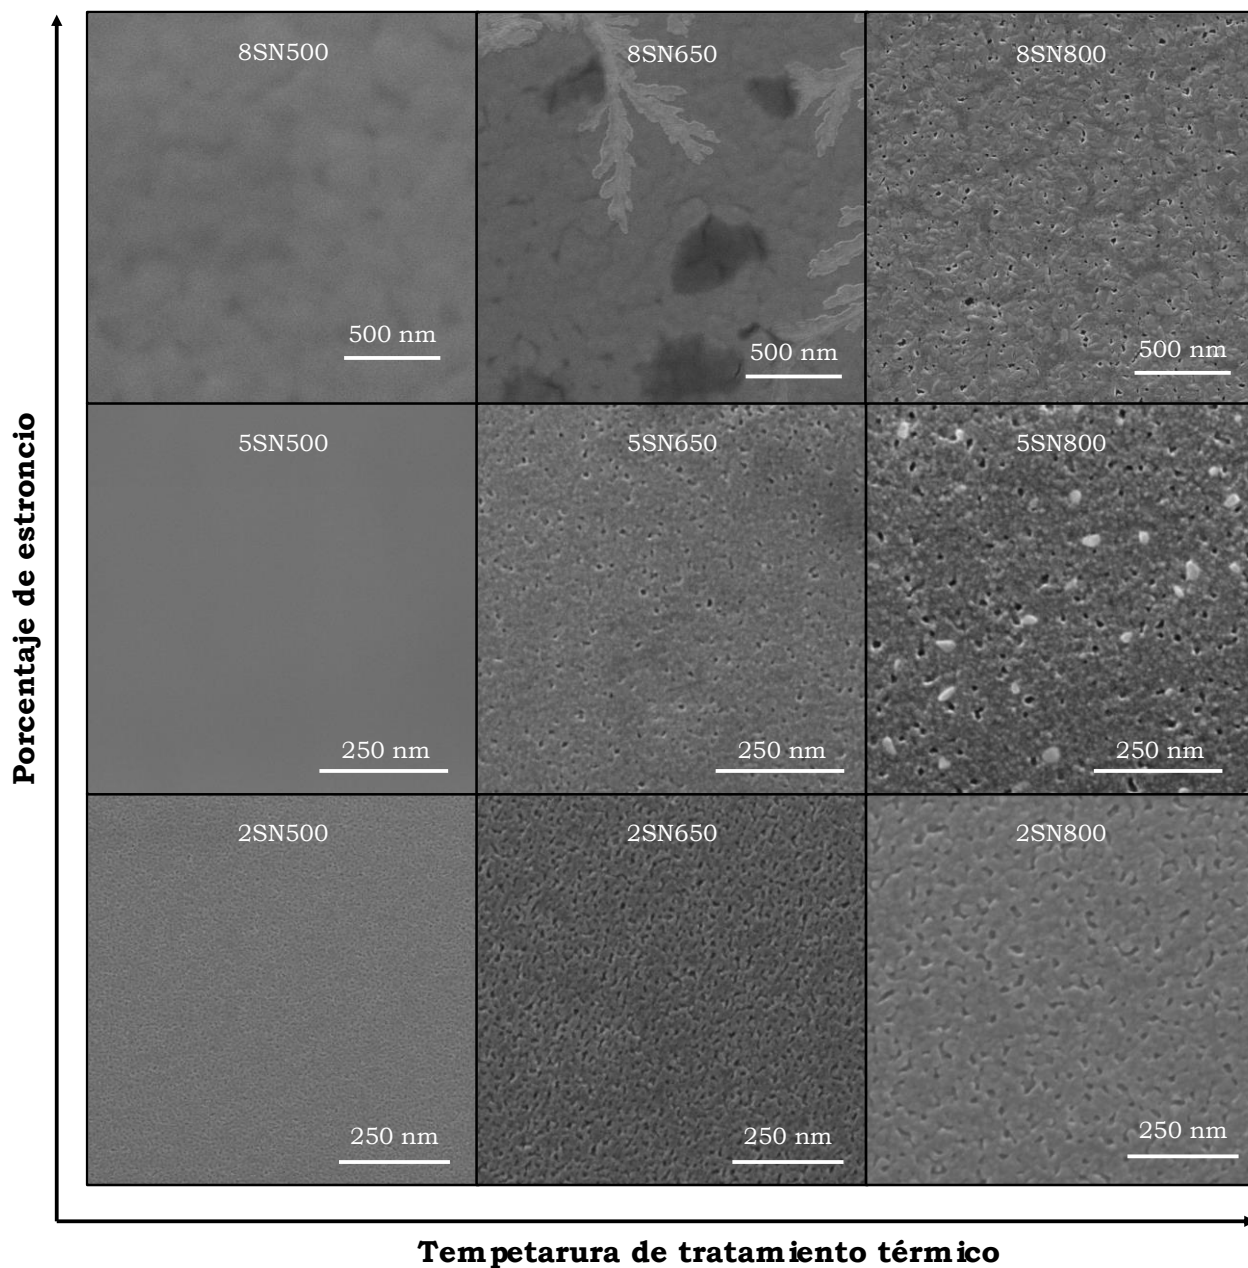 8SN500
8SN650
8SN800
500 nm
500 nm
500 nm
5SN500
5SN650
5SN800
250 nm
250 nm
250 nm
2SN500
2SN650
2SN800
250 nm
250 nm
250 nm
Porcentaje de estroncio
Tempetarura de tratamiento térmico